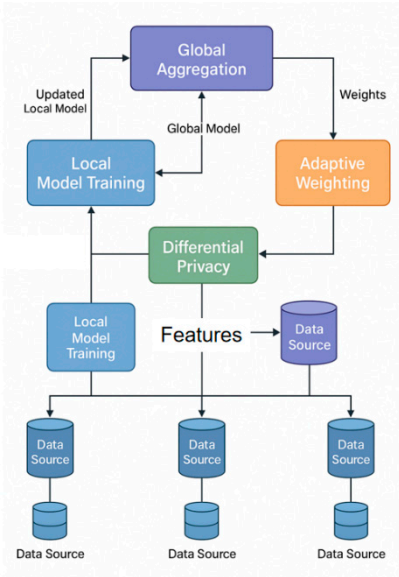 Global
Aggregation
Updated
Local Model
Weights
Global Model
Local
Model Training
Adaptive
Weighting
Differential
Privacy
Local
Model
Training
Features
Data
Source
Data
Source
Data
Source
Data
Source
Data Source
Data Source
Data Source